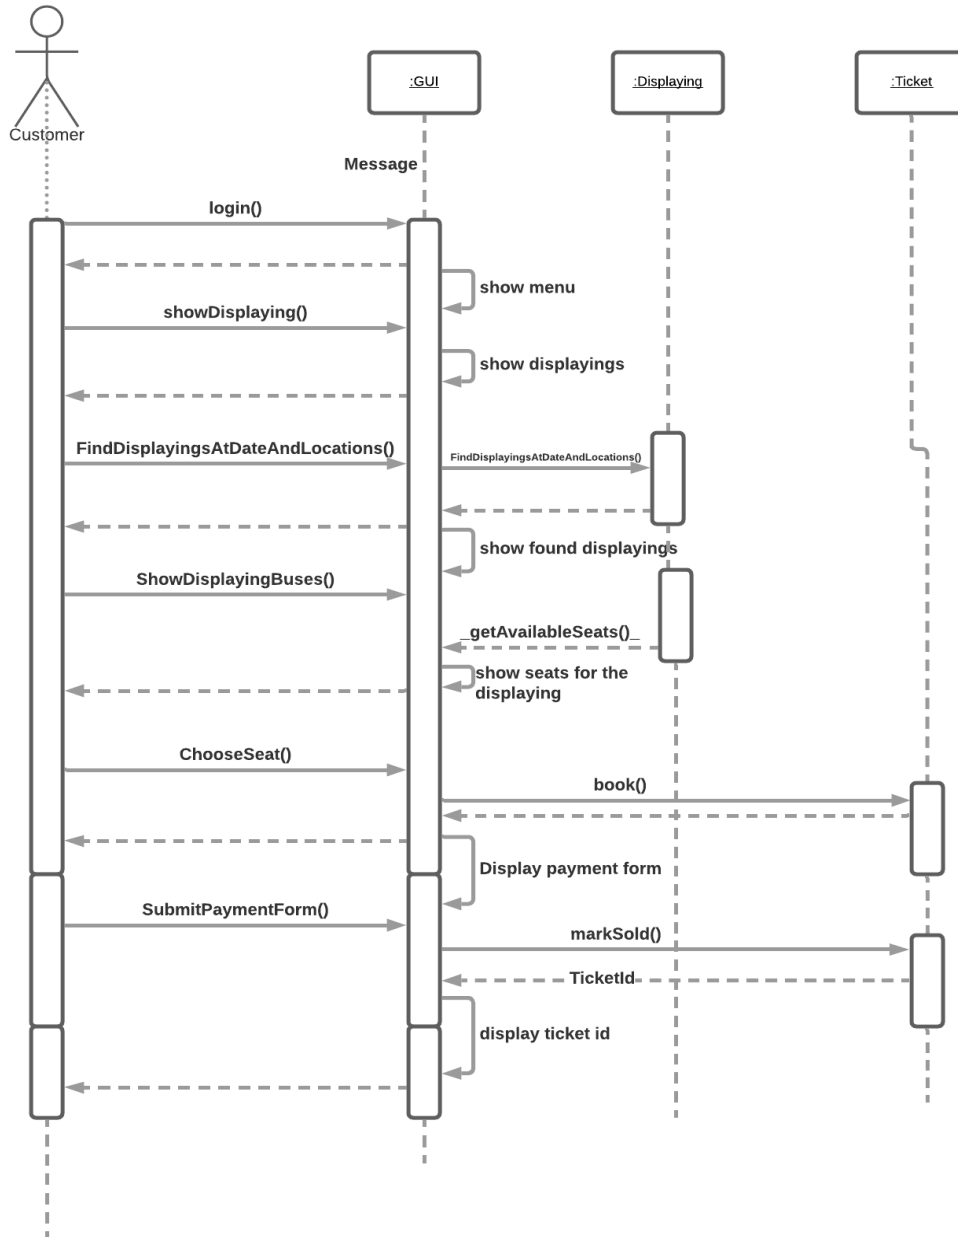 :GUI
:Displaying
:Ticket
Customer
Message
login()
show menu
showDisplaying()
show displayings
FindDisplayingsAtDateAndLocations()
FindDisplayingsAtDateAndLocations()
show found displayings
ShowDisplayingBuses()
_getAvailableSeats()_
show seats for the
displaying
ChooseSeat()
book()
Display payment form
SubmitPaymentForm()
markSold()
TicketId
display ticket id